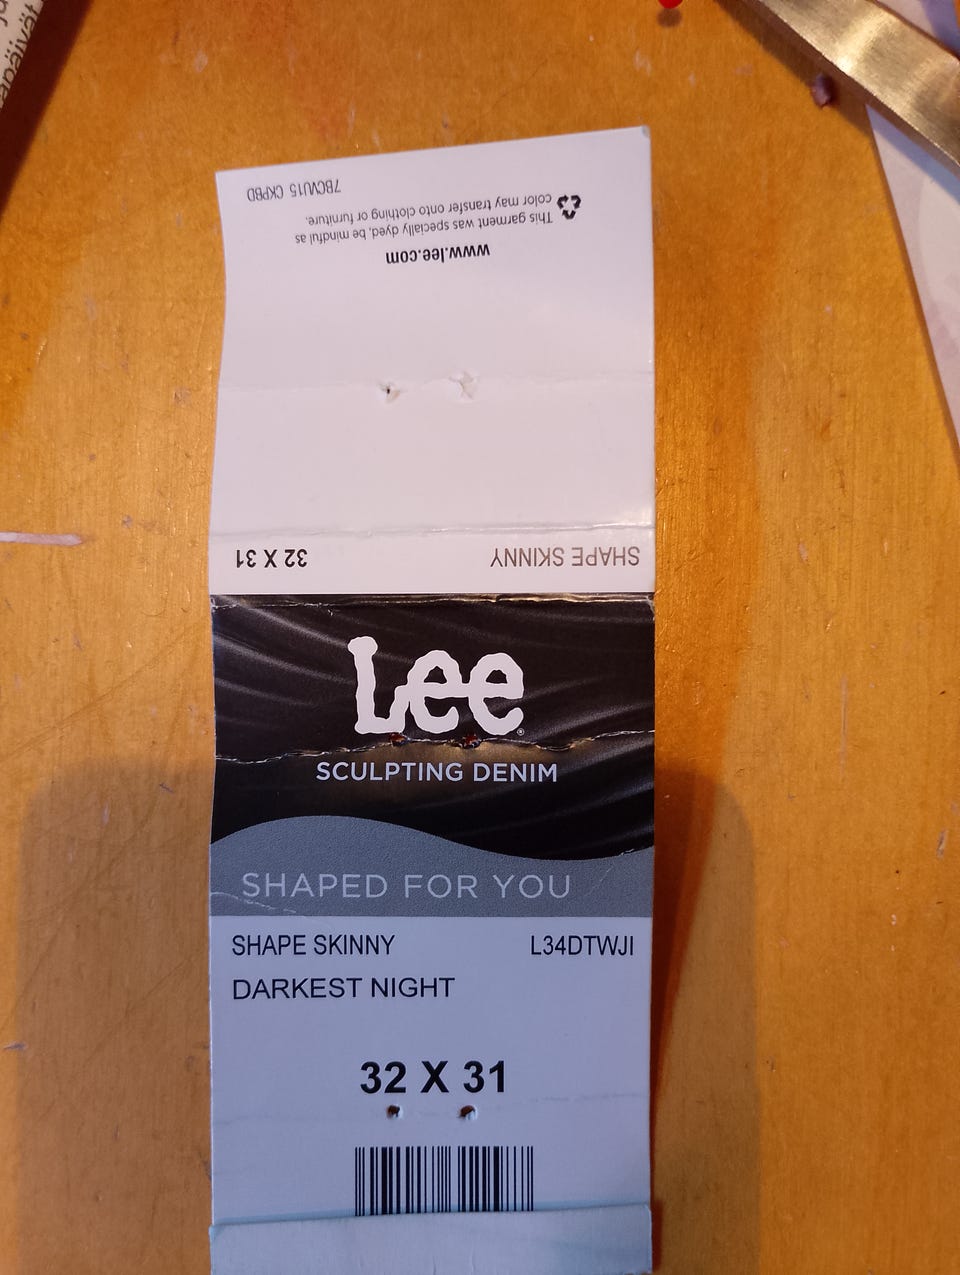 7BCVU15 CKPBD
This garment was specially dyed, be mindful as
color may transfer onto clothing or furniture.
www.lee.com
32 X 31
SHAPE SKINNY
Lee®
SCULPTING DENIM
SHAPED FOR YOU
SHAPE SKINNY L34DTWJI
DARKEST NIGHT
32 X 31